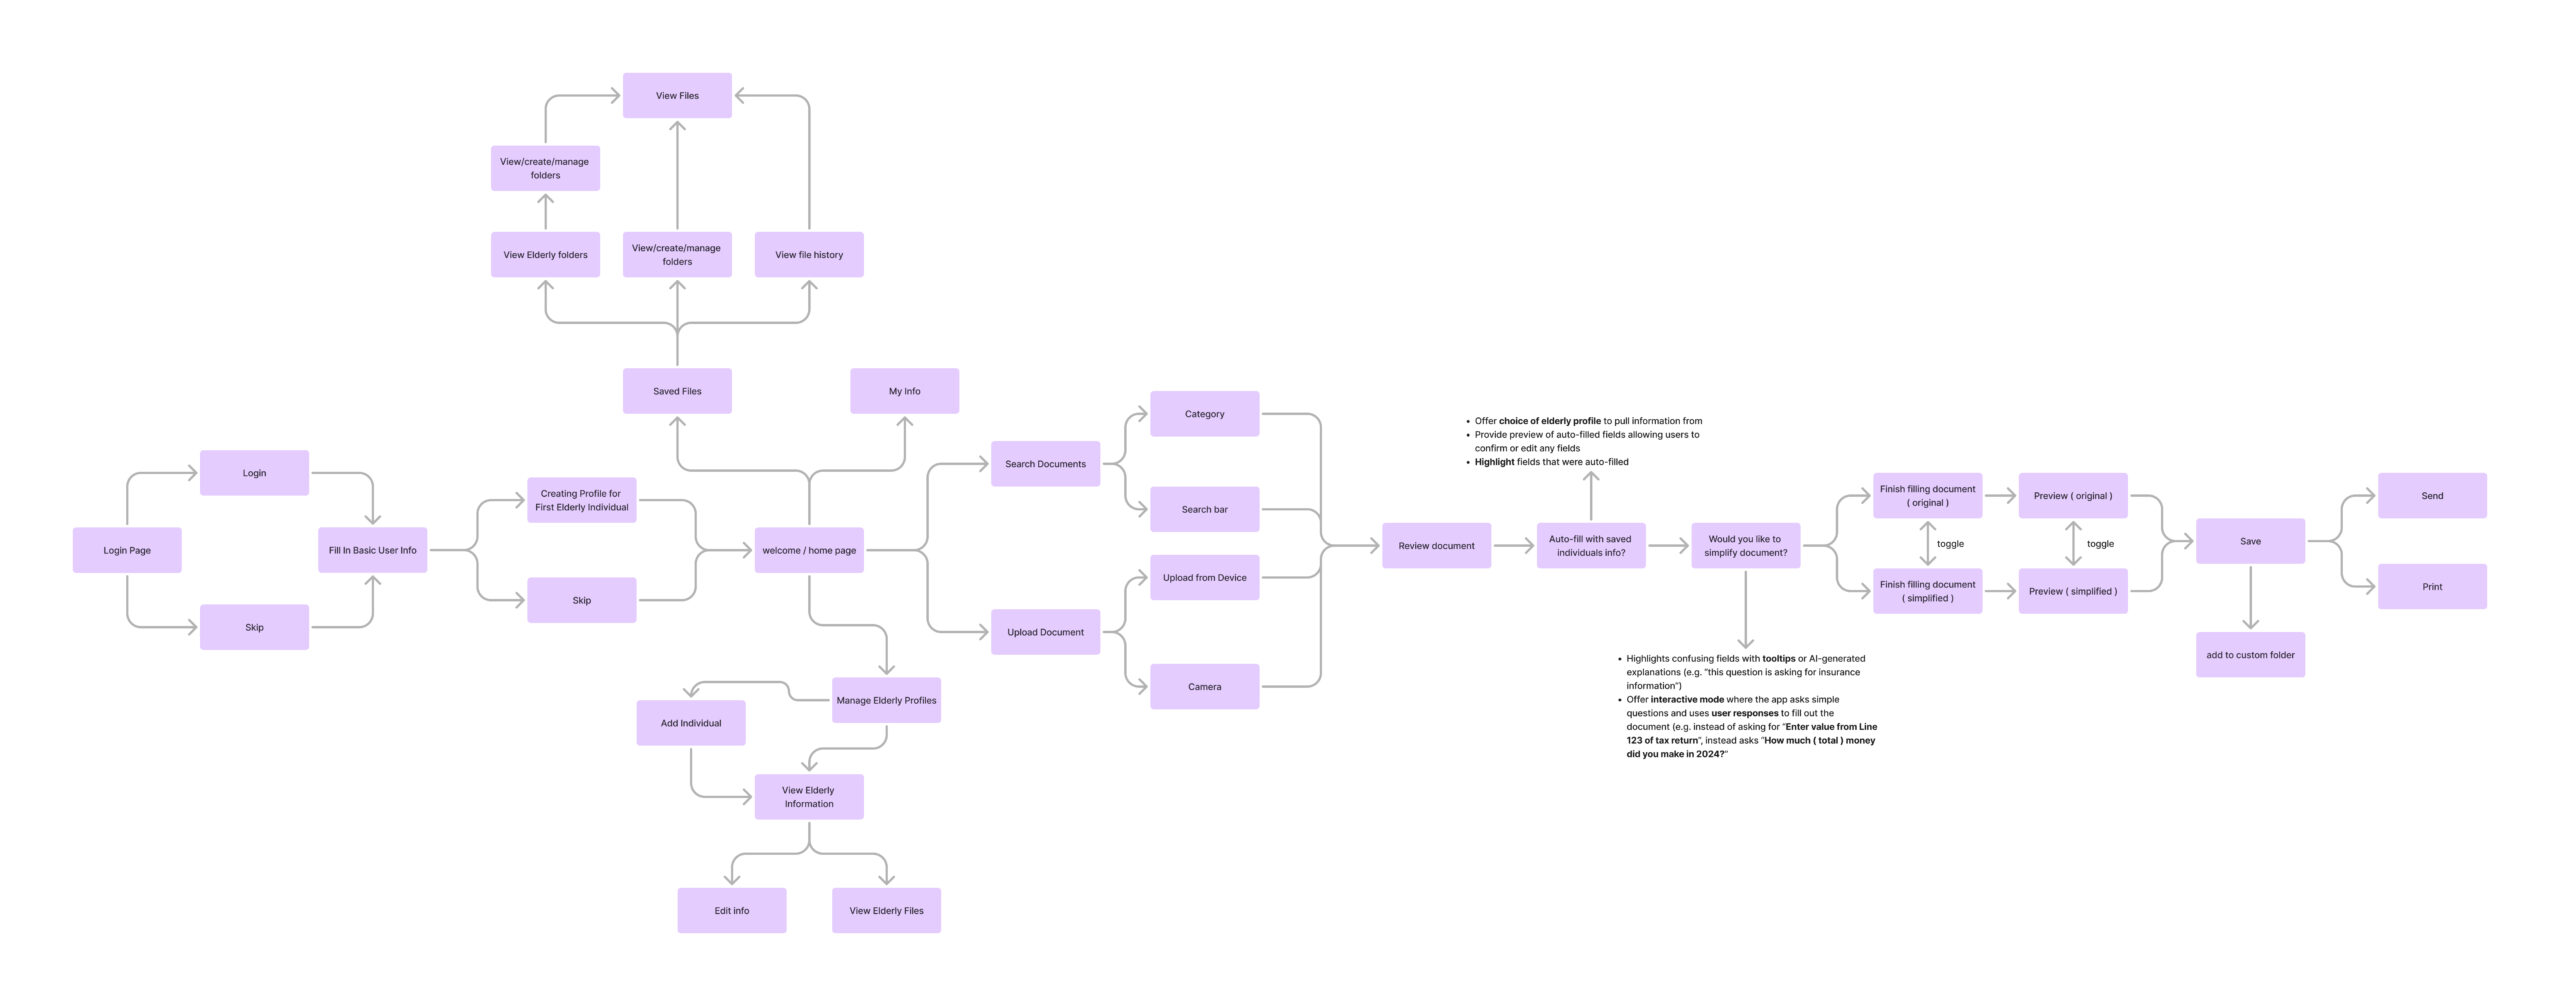 View Files
View/create/manage
folders
View Elderly folders
View/create/manage
folders
View file history
Saved Files
My Info
Login Page
Login
Skip
Fill In Basic User Info
Creating Profile for
First Elderly Individual
Skip
welcome / home page
Manage Elderly Profiles
Add Individual
View Elderly
Information
Edit info
View Elderly Files
Search Documents
Upload Document
Category
Search bar
Upload from Device
Camera
Review document
• Offer choice of elderly profile to pull information from
• Provide preview of auto-filled fields allowing users to
confirm or edit any fields
• Highlight fields that were auto-filled
Auto-fill with saved
individuals info?
Would you like to
simplify document?
• Highlights confusing fields with tooltips or AI-generated
explanations (e.g. “this question is asking for insurance
information”)
• Offer interactive mode where the app asks simple
questions and uses user responses to fill out the
document (e.g. instead of asking for “Enter value from Line
123 of tax return”, instead asks “How much ( total ) money
did you make in 2024?”
Finish filling document
( original )
toggle
Finish filling document
( simplified )
Preview ( original )
toggle
Preview ( simplified )
Save
add to custom folder
Send
Print